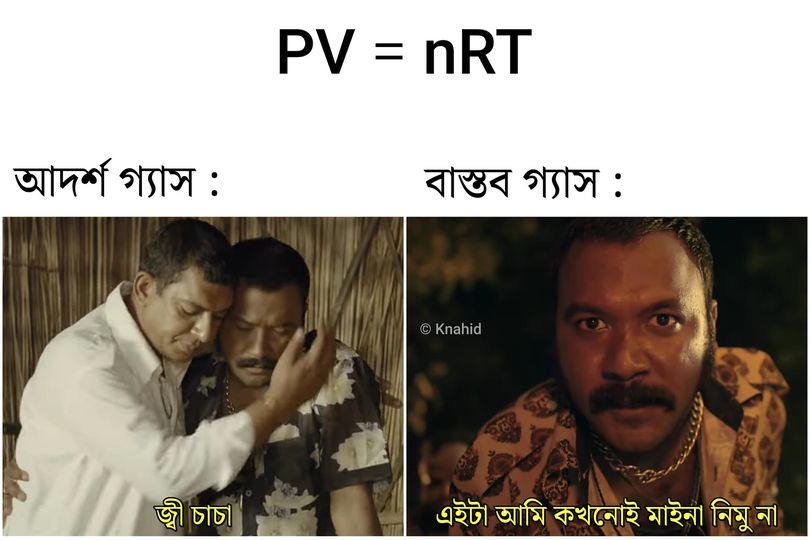 PV = nRT
আদর্শ গ্যাস :
বাস্তব গ্যাস :
© Knahid
জ্বী চাচা
এইটা আমি কখনোই মাইনা নিমু না